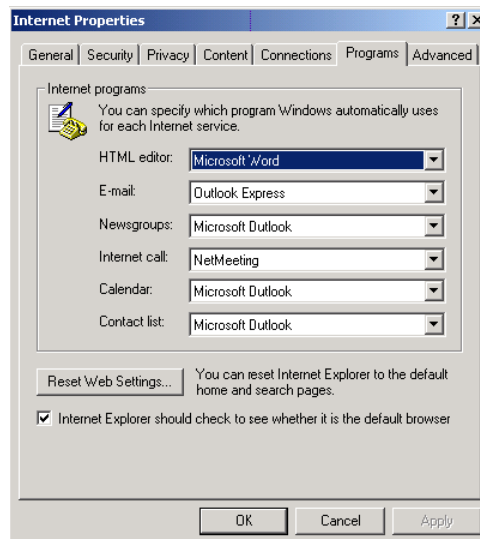 Internet Properties
General Security Privacy Content Connections Programs Advanced
Internet programs
You can specify which program Windows automatically uses
for each Internet service.
HTML editor: Microsoft Word
E-mail: Outlook Express
Newsgroups: Microsoft Outlook
Internet call: NetMeeting
Calendar: Microsoft Outlook
Contact list: Microsoft Outlook
Reset Web Settings... You can reset Internet Explorer to the default
home and search pages.
Internet Explorer should check to see whether it is the default browser
OK Cancel Apply